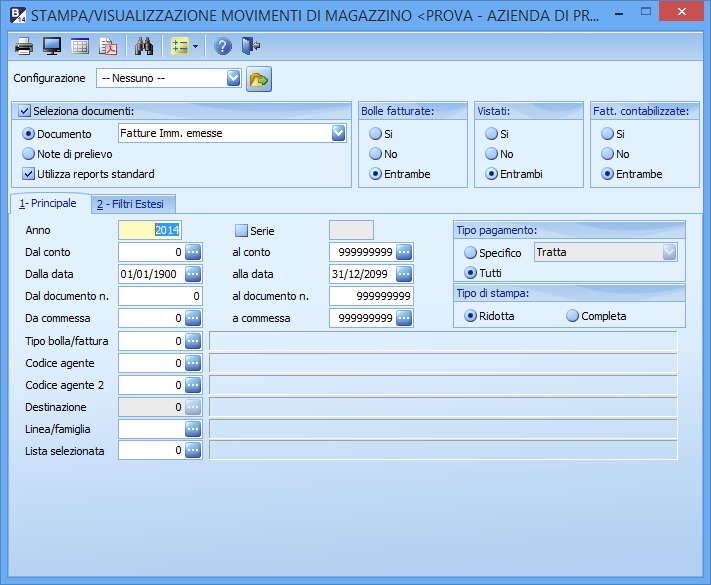 STAMPA/VISUALIZZAZIONE MOVIMENTI DI MAGAZZINO <PROVA - AZIENDA DI PR...
Configurazione -- Nessuno --
Seleziona documenti:
Documento Fatture Imm. emesse
Note di prelievo
Utilizza reports standard
Bolle fatturate:
Si
No
Entrambe
Vistati:
Si
No
Entrambi
Fatt. contabilizzate:
Si
No
Entrambe
1- Principale 2 - Filtri Estesi
Anno 2014 Serie
Dal conto 0 al conto 999999999
Dalla data 01/01/1900 alla data 31/12/2099
Dal documento n. 0 al documento n. 999999999
Da commessa 0 a commessa 999999999
Tipo pagamento:
Specifico Tratta
Tutti
Tipo di stampa:
Ridotta Completa
Tipo bolla/fattura 0
Codice agente 0
Codice agente 2 0
Destinazione 0
Linea/famiglia
Lista selezionata 0